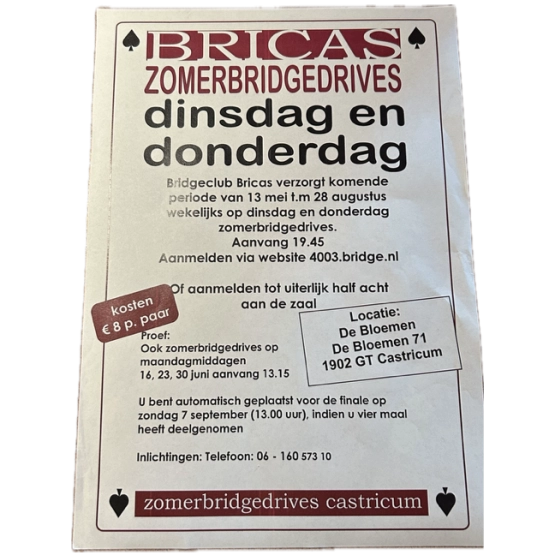 BRICAS
ZOMERBRIDGEDRIVES
dinsdag en
donderdag
Bridgeclub Bricas verzorgt komende
periode van 13 mei t.m 28 augustus
wekelijks op dinsdag en donderdag
zomerbridgedrives.
Aanvang 19.45
Aanmelden via website 4003.bridge.nl
Of aanmelden tot uiterlijk half acht
aan de zaal
kosten
€ 8 p. paar
Locatie:
De Bloemen
De Bloemen 71
1902 GT Castricum
Proef:
Ook zomerbridgedrives op
maandagmiddagen
16, 23, 30 juni aanvang 13.15
U bent automatisch geplaatst voor de finale op
zondag 7 september (13.00 uur), indien u vier maal
heeft deelgenomen
Inlichtingen: Telefoon: 06 - 160 573 10
zomerbridgedrives castricum